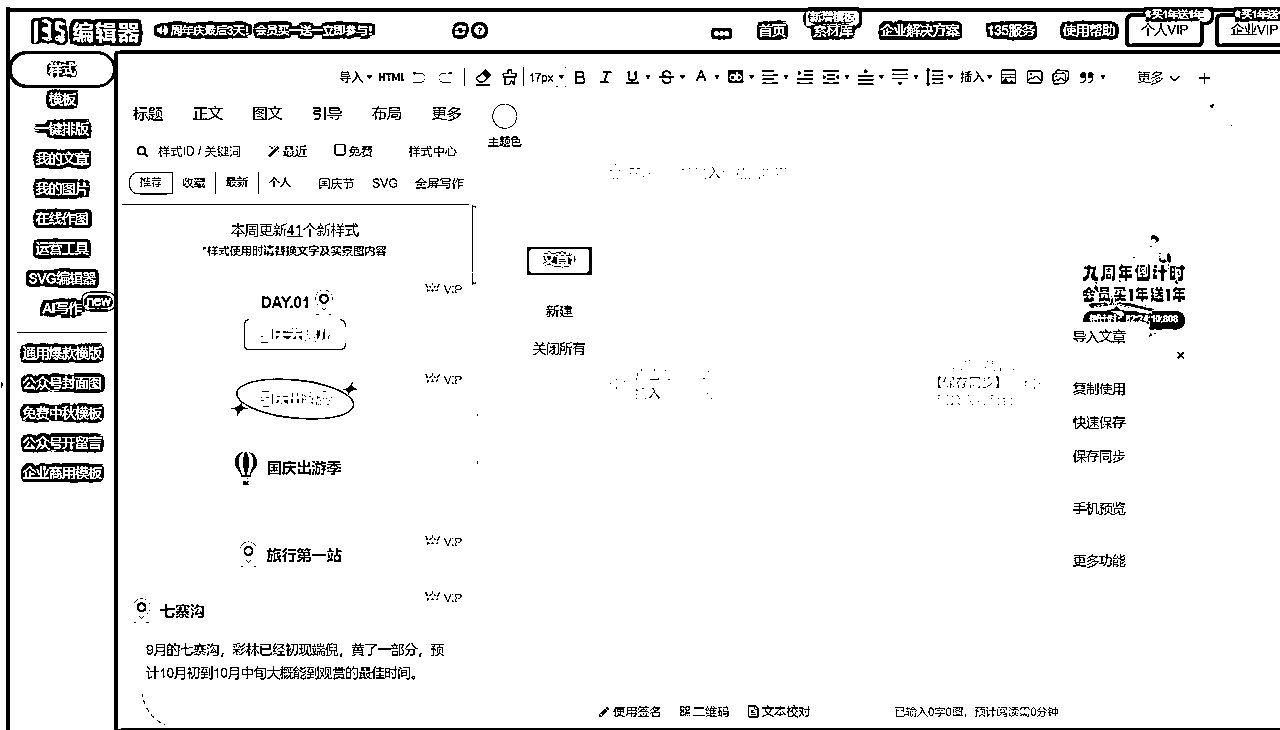 135 编辑器
周年庆最后3天! 会员买一送一立即参与!
首页
素材库
企业解决方案
135服务
使用帮助
买1年送1年
个人VIP
买1年送
企业VIP
样式
模板
一键排版
我的文章
我的图片
在线作图
运营工具
SVG编辑器
AI写作
new
通用爆款模版
公众号封面图
免费中秋模板
公众号开留言
企业商用模板
导入 HTML 17px B I U S A 插入 更多
标题 正文 图文 引导 布局 更多
主题色
样式ID / 关键词 最近 免费 样式中心
推荐 收藏 最新 个人 国庆节 SVG 全屏写作
本周更新41个新样式
*样式使用时请替换文字及实景图内容
VIP
DAY.01
VIP
国庆出游季
VIP
旅行第一站
VIP
七寨沟
9月的七寨沟，彩林已经初现端倪，黄了一部分，预
计10月初到10月中旬大概能到观赏的最佳时间。
文章1
新建
关闭所有
【保存同步】
九周年倒计时
会员买1年送1年
导入文章
复制使用
快速保存
保存同步
手机预览
更多功能
使用签名 二维码 文本校对
已输入0字0图，预计阅读需0分钟